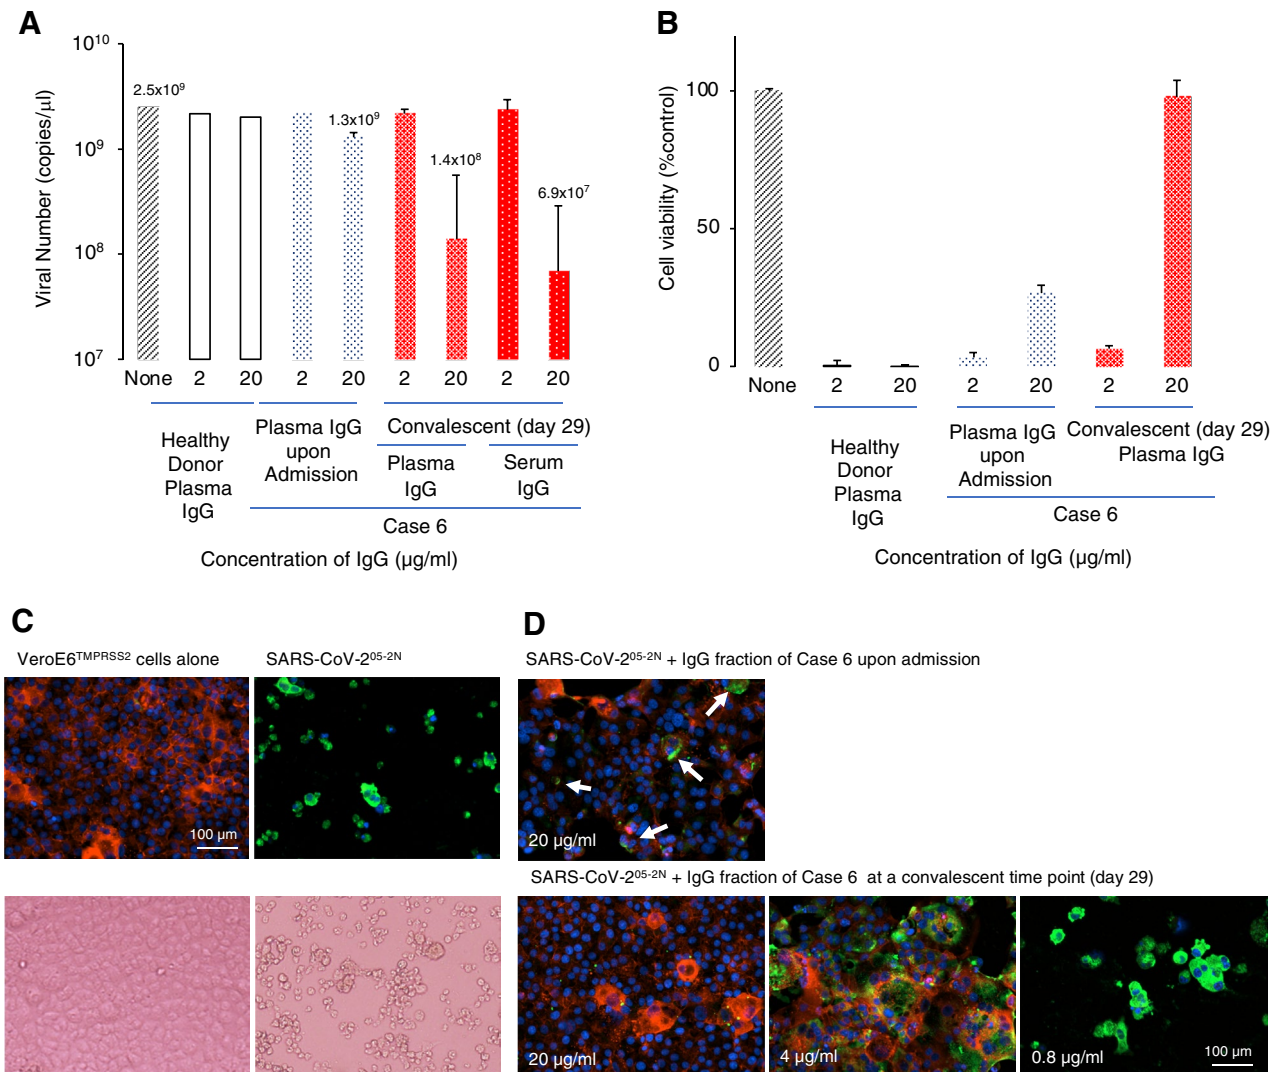 A
Viral Number (copies/µl)
10¹⁰
10⁹
10⁸
10⁷
2.5x10⁹
1.3x10⁹
1.4x10⁸
6.9x10⁷
None 2 20 2 20 2 20 2 20
Healthy
Donor
Plasma
IgG
Plasma IgG
upon
Admission
Convalescent (day 29)
Plasma
IgG
Serum
IgG
Case 6
Concentration of IgG (µg/ml)
B
Cell viability (%control)
100
50
0
None 2 20 2 20 2 20
Healthy
Donor
Plasma
IgG
Plasma IgG
upon
Admission
Convalescent (day 29)
Plasma IgG
Case 6
Concentration of IgG (µg/ml)
C
VeroE6ᵀᴹᴾᴿˢˢ² cells alone
SARS-CoV-2⁰⁵⁻²ᴺ
100 µm
D
SARS-CoV-2⁰⁵⁻²ᴺ + IgG fraction of Case 6 upon admission
20 µg/ml
SARS-CoV-2⁰⁵⁻²ᴺ + IgG fraction of Case 6 at a convalescent time point (day 29)
20 µg/ml
4 µg/ml
0.8 µg/ml
100 µm